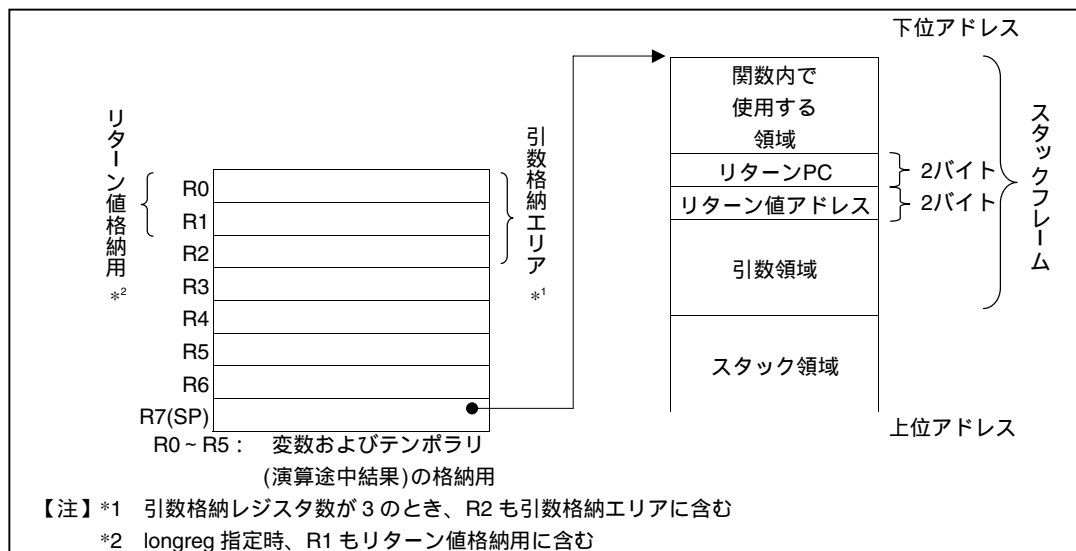 下位アドレス
関数内で
使用する
領域
リターンPC
2バイト
リターン値アドレス
2バイト
引数領域
スタックフレーム
スタック領域
上位アドレス
リターン値格納用 *2
引数格納エリア *1
R0
R1
R2
R3
R4
R5
R6
R7(SP)
R0~R5: 変数およびテンポラリ
(演算途中結果)の格納用
【注】*1 引数格納レジスタ数が 3 のとき、R2 も引数格納エリアに含む
*2 longreg 指定時、R1 もリターン値格納用に含む